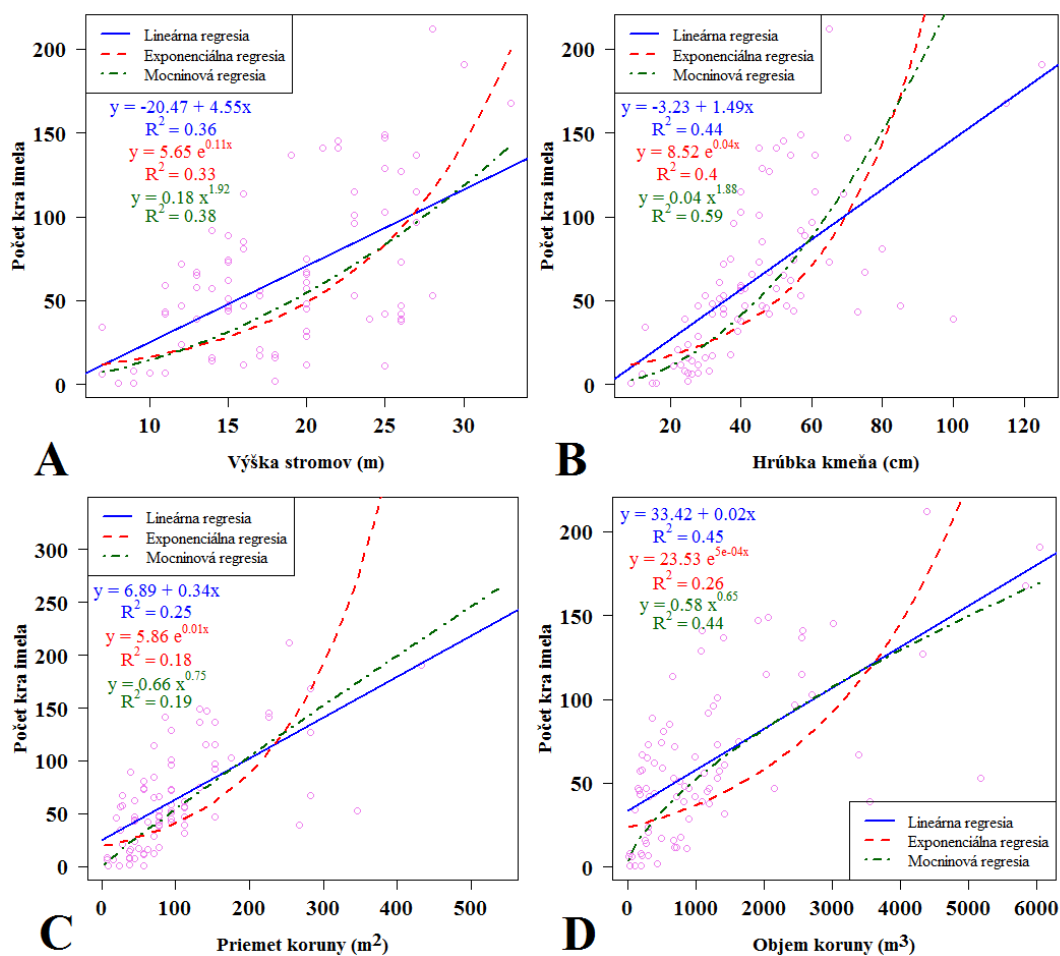 Lineárna regresia
Exponenciálna regresia
Mocninová regresia
y = -20.47 + 4.55x
R² = 0.36
y = 5.65 e^0.11x
R² = 0.33
y = 0.18 x^1.92
R² = 0.38
Počet kra imela
0
50
100
150
200
10
15
20
25
30
Výška stromov (m)
A
Lineárna regresia
Exponenciálna regresia
Mocninová regresia
y = -3.23 + 1.49x
R² = 0.44
y = 8.52 e^0.04x
R² = 0.4
y = 0.04 x^1.88
R² = 0.59
Počet kra imela
0
50
100
150
200
20
40
60
80
100
120
Hrúbka kmeňa (cm)
B
Lineárna regresia
Exponenciálna regresia
Mocninová regresia
y = 6.89 + 0.34x
R² = 0.25
y = 5.86 e^0.01x
R² = 0.18
y = 0.66 x^0.75
R² = 0.19
Počet kra imela
0
50
100
150
200
250
300
0
100
200
300
400
500
Priemet koruny (m²)
C
y = 33.42 + 0.02x
R² = 0.45
y = 23.53 e^5e-04x
R² = 0.26
y = 0.58 x^0.65
R² = 0.44
Lineárna regresia
Exponenciálna regresia
Mocninová regresia
Počet kra imela
0
50
100
150
200
0
1000
2000
3000
4000
5000
6000
Objem koruny (m³)
D